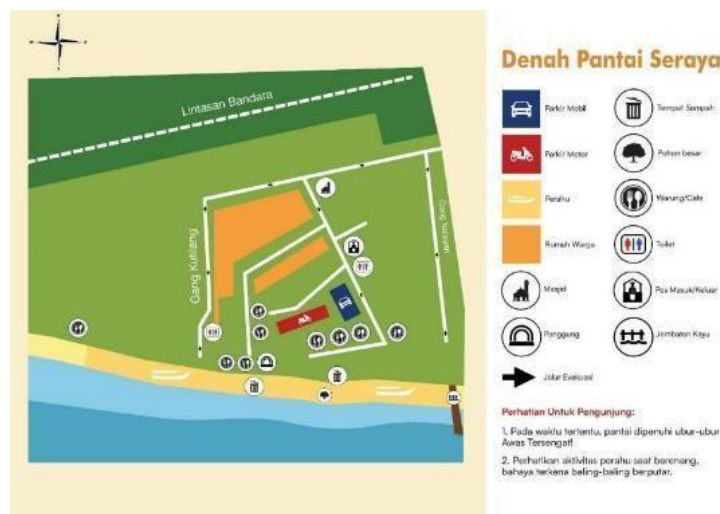 Denah Pantai Seraya
Lintasan Bandara
Gang Kutilang
Parkir Mobil
Tempat Sampah
Parkir Motor
Pohon besar
Perahu
Warung/Cafe
Rumah Warga
Toilet
Masjid
Pos Masuk/Keluar
Panggung
Jembatan Kayu
Jalur Evakuasi
Perhatian Untuk Pengunjung:
1. Pada waktu tertentu, pantai dipenuhi ubur-ubur
Awas Tersengat!
2. Perhatikan aktivitas perahu saat berenang,
bahaya terkena baling-baling berputar.